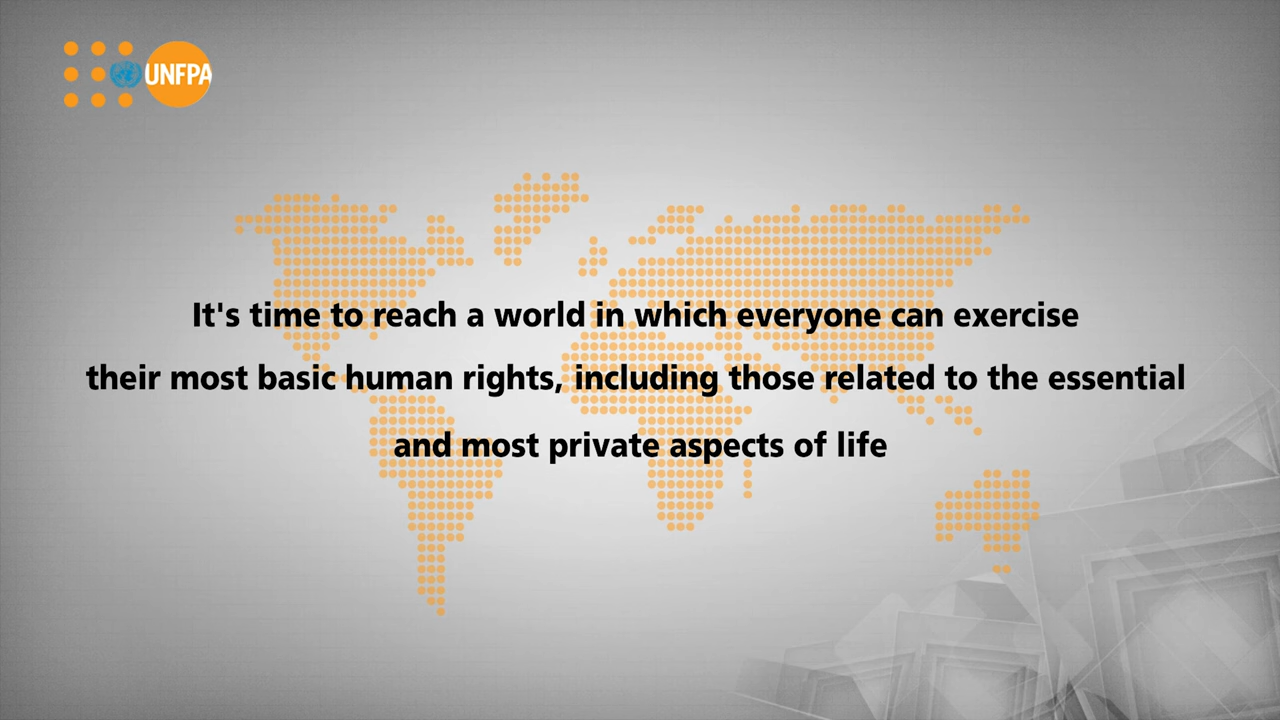 UNFPA
It's time to reach a world in which everyone can exercise
their most basic human rights, including those related to the essential
and most private aspects of life